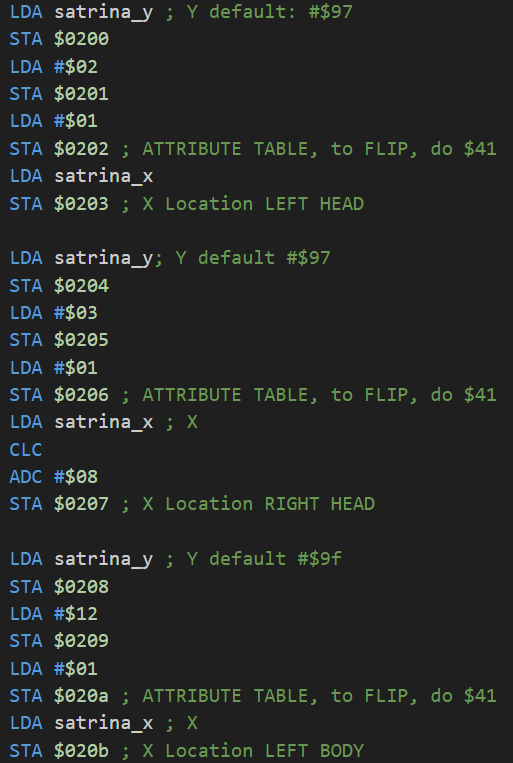 LDA satrina_y ; Y default: #$97
STA $0200
LDA #$02
STA $0201
LDA #$01
STA $0202 ; ATTRIBUTE TABLE, to FLIP, do $41
LDA satrina_x
STA $0203 ; X Location LEFT HEAD
LDA satrina_y; Y default #$97
STA $0204
LDA #$03
STA $0205
LDA #$01
STA $0206 ; ATTRIBUTE TABLE, to FLIP, do $41
LDA satrina_x ; X
CLC
ADC #$08
STA $0207 ; X Location RIGHT HEAD
LDA satrina_y ; Y default #$9f
STA $0208
LDA #$12
STA $0209
LDA #$01
STA $020a ; ATTRIBUTE TABLE, to FLIP, do $41
LDA satrina_x ; X
STA $020b ; X Location LEFT BODY